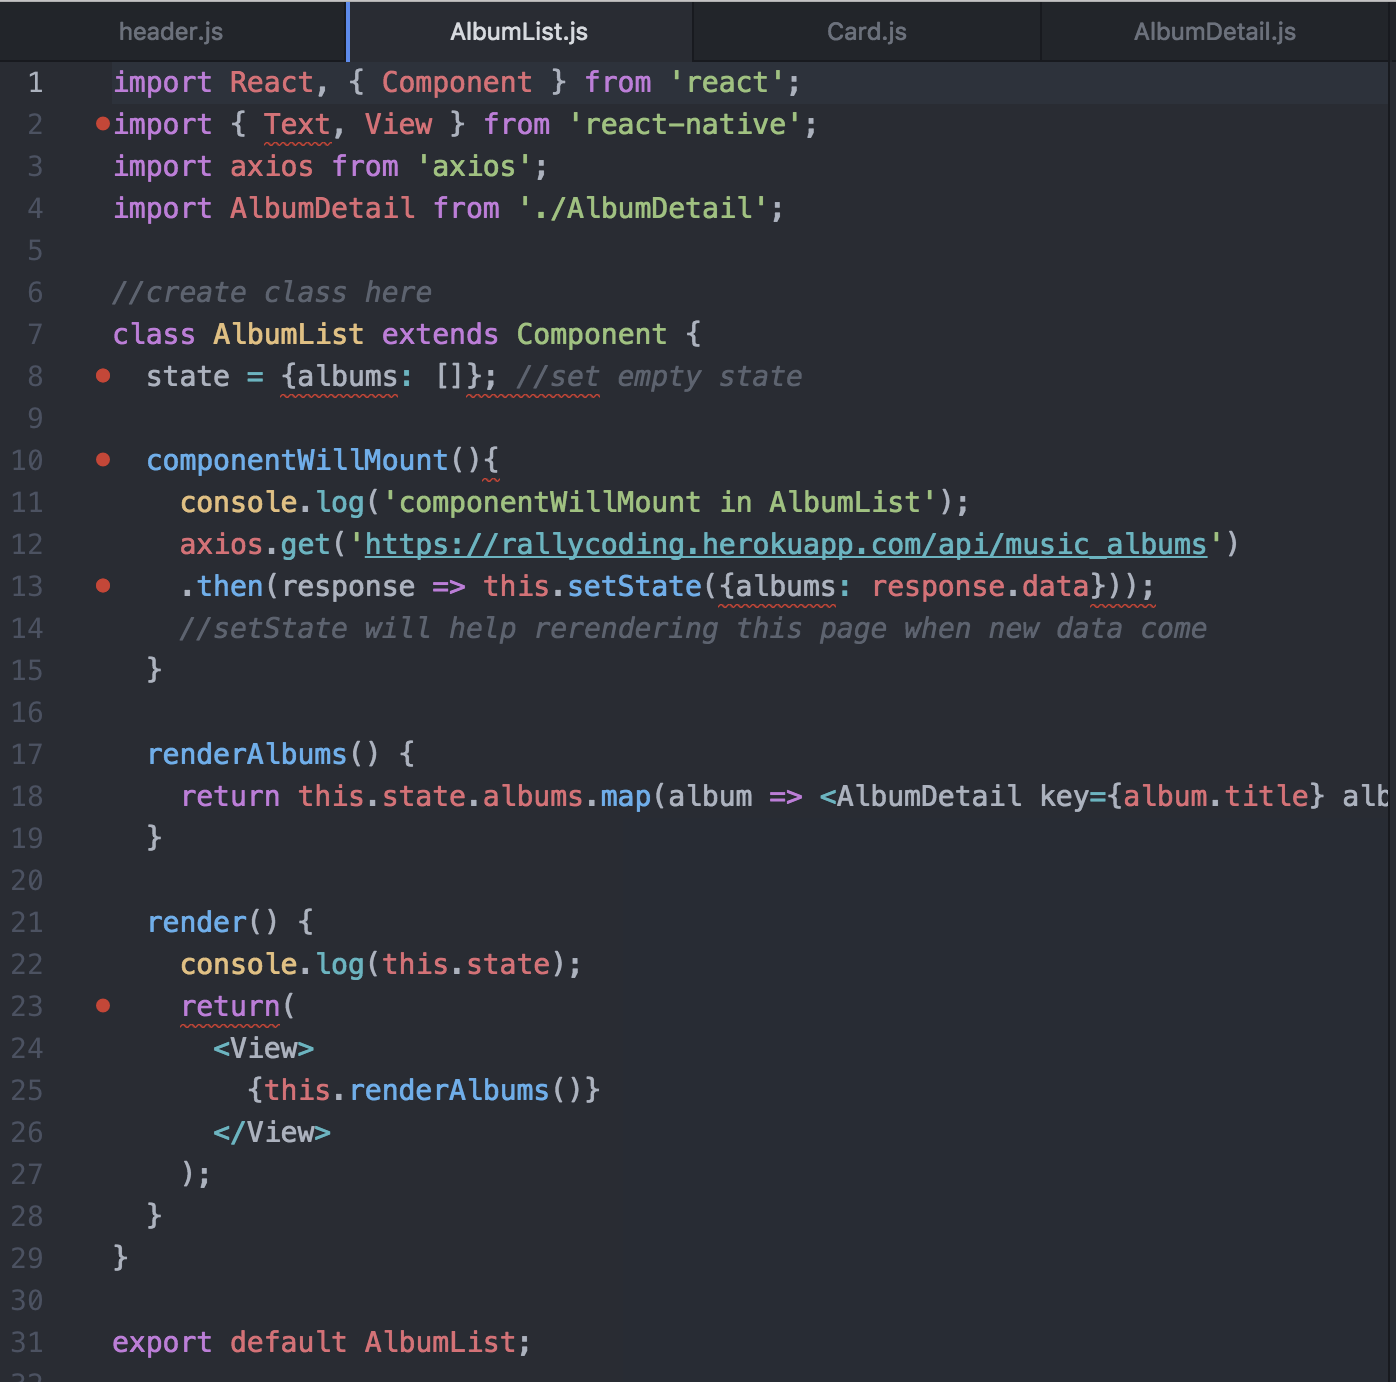 header.js AlbumList.js Card.js AlbumDetail.js
1 import React, { Component } from 'react';
2 import { Text, View } from 'react-native';
3 import axios from 'axios';
4 import AlbumDetail from './AlbumDetail';
5
6 //create class here
7 class AlbumList extends Component {
8   state = {albums: []}; //set empty state
9
10   componentWillMount(){
11     console.log('componentWillMount in AlbumList');
12     axios.get('https://rallycoding.herokuapp.com/api/music_albums')
13     .then(response => this.setState({albums: response.data}));
14     //setState will help rerendering this page when new data come
15   }
16
17   renderAlbums() {
18     return this.state.albums.map(album => <AlbumDetail key={album.title} alb
19   }
20
21   render() {
22     console.log(this.state);
23     return(
24       <View>
25         {this.renderAlbums()}
26       </View>
27     );
28   }
29 }
30
31 export default AlbumList;